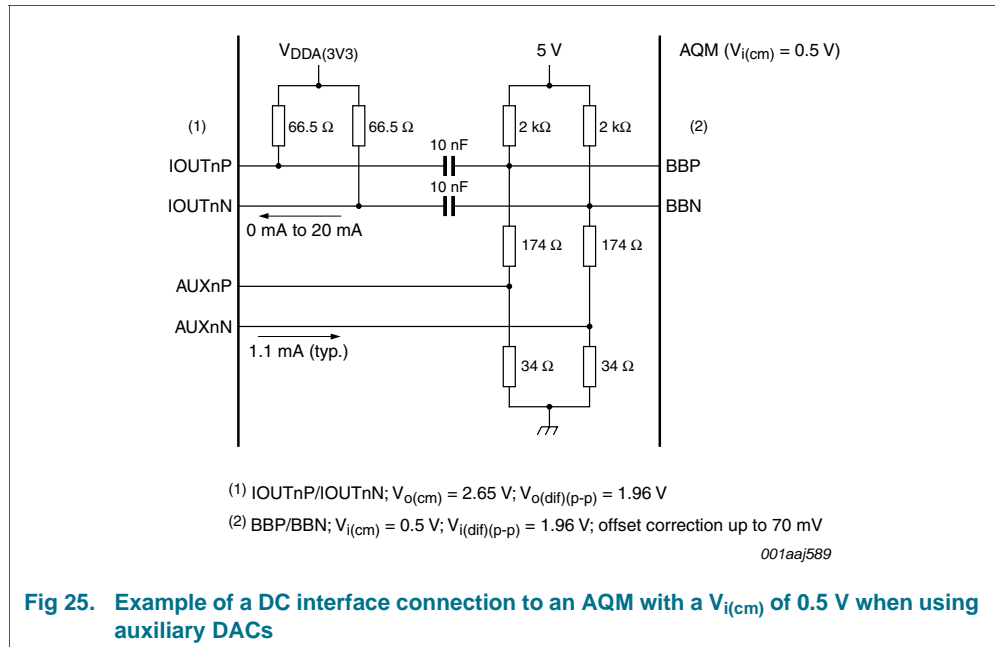 VDDA(3V3)
5 V
AQM (Vi(cm) = 0.5 V)
(1)
66.5 Ω
66.5 Ω
2 kΩ
2 kΩ
(2)
10 nF
IOUTnP
BBP
10 nF
IOUTnN
BBN
0 mA to 20 mA
174 Ω
174 Ω
AUXnP
AUXnN
1.1 mA (typ.)
34 Ω
34 Ω
(1) IOUTnP/IOUTnN; Vo(cm) = 2.65 V; Vo(dif)(p-p) = 1.96 V
(2) BBP/BBN; Vi(cm) = 0.5 V; Vi(dif)(p-p) = 1.96 V; offset correction up to 70 mV
001aaj589
Fig 25. Example of a DC interface connection to an AQM with a Vi(cm) of 0.5 V when using
auxiliary DACs